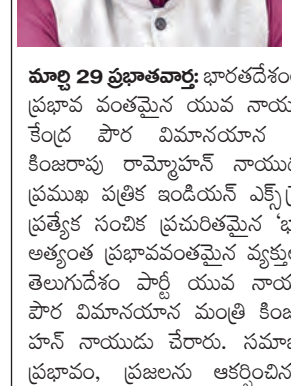 మార్చి 29 ప్రభాతవార్త: భారతదేశం
ప్రభావ వంతమైన యువ నాయ
కేంద్ర పౌర విమానయాన
కింజరాపు రామ్మోహన్ నాయుడి
ప్రముఖ పత్రిక ఇండియన్ ఎక్స్
ప్రత్యేక సంచిక ప్రచురితమైన ‘భ
అత్యంత ప్రభావవంతమైన వ్యక్తుల
తెలుగుదేశం పార్టీ యువ నాయ
పౌర విమానయాన మంత్రి కింజ
హన్ నాయుడు చేరారు. సమాజ
ప్రభావం, ప్రజలను ఆకర్షించిన